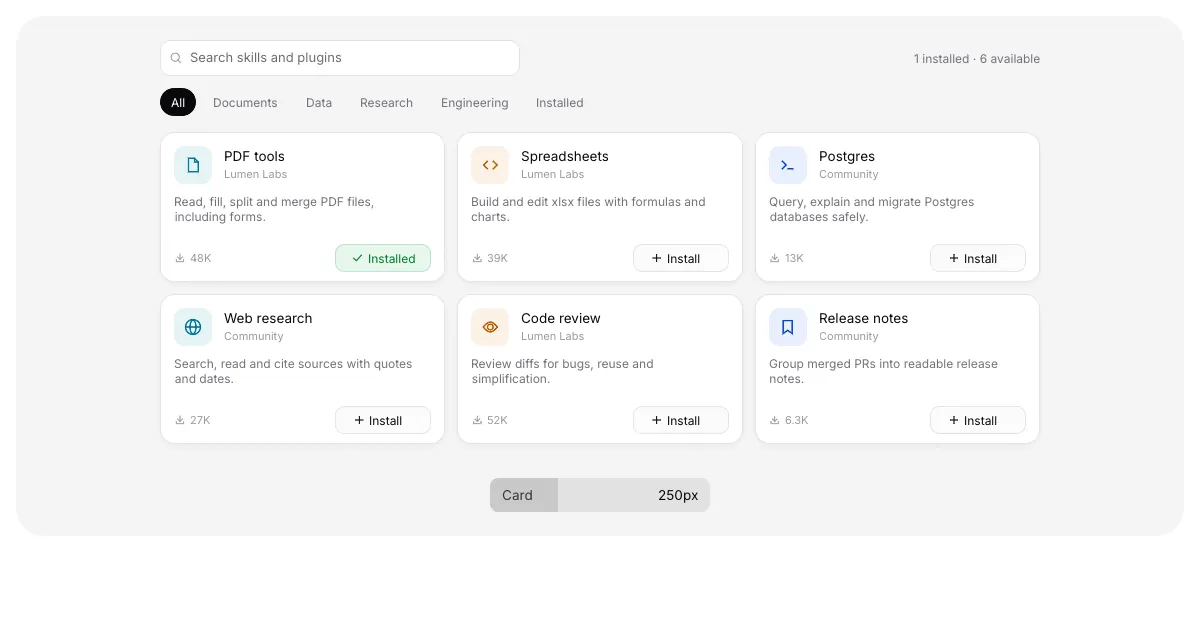 Search skills and plugins
1 installed · 6 available
All
Documents
Data
Research
Engineering
Installed
PDF tools
Lumen Labs
Read, fill, split and merge PDF files,
including forms.
48K
Installed
Spreadsheets
Lumen Labs
Build and edit xlsx files with formulas and
charts.
39K
Install
Postgres
Community
Query, explain and migrate Postgres
databases safely.
13K
Install
Web research
Community
Search, read and cite sources with quotes
and dates.
27K
Install
Code review
Lumen Labs
Review diffs for bugs, reuse and
simplification.
52K
Install
Release notes
Community
Group merged PRs into readable release
notes.
6.3K
Install
Card
250px